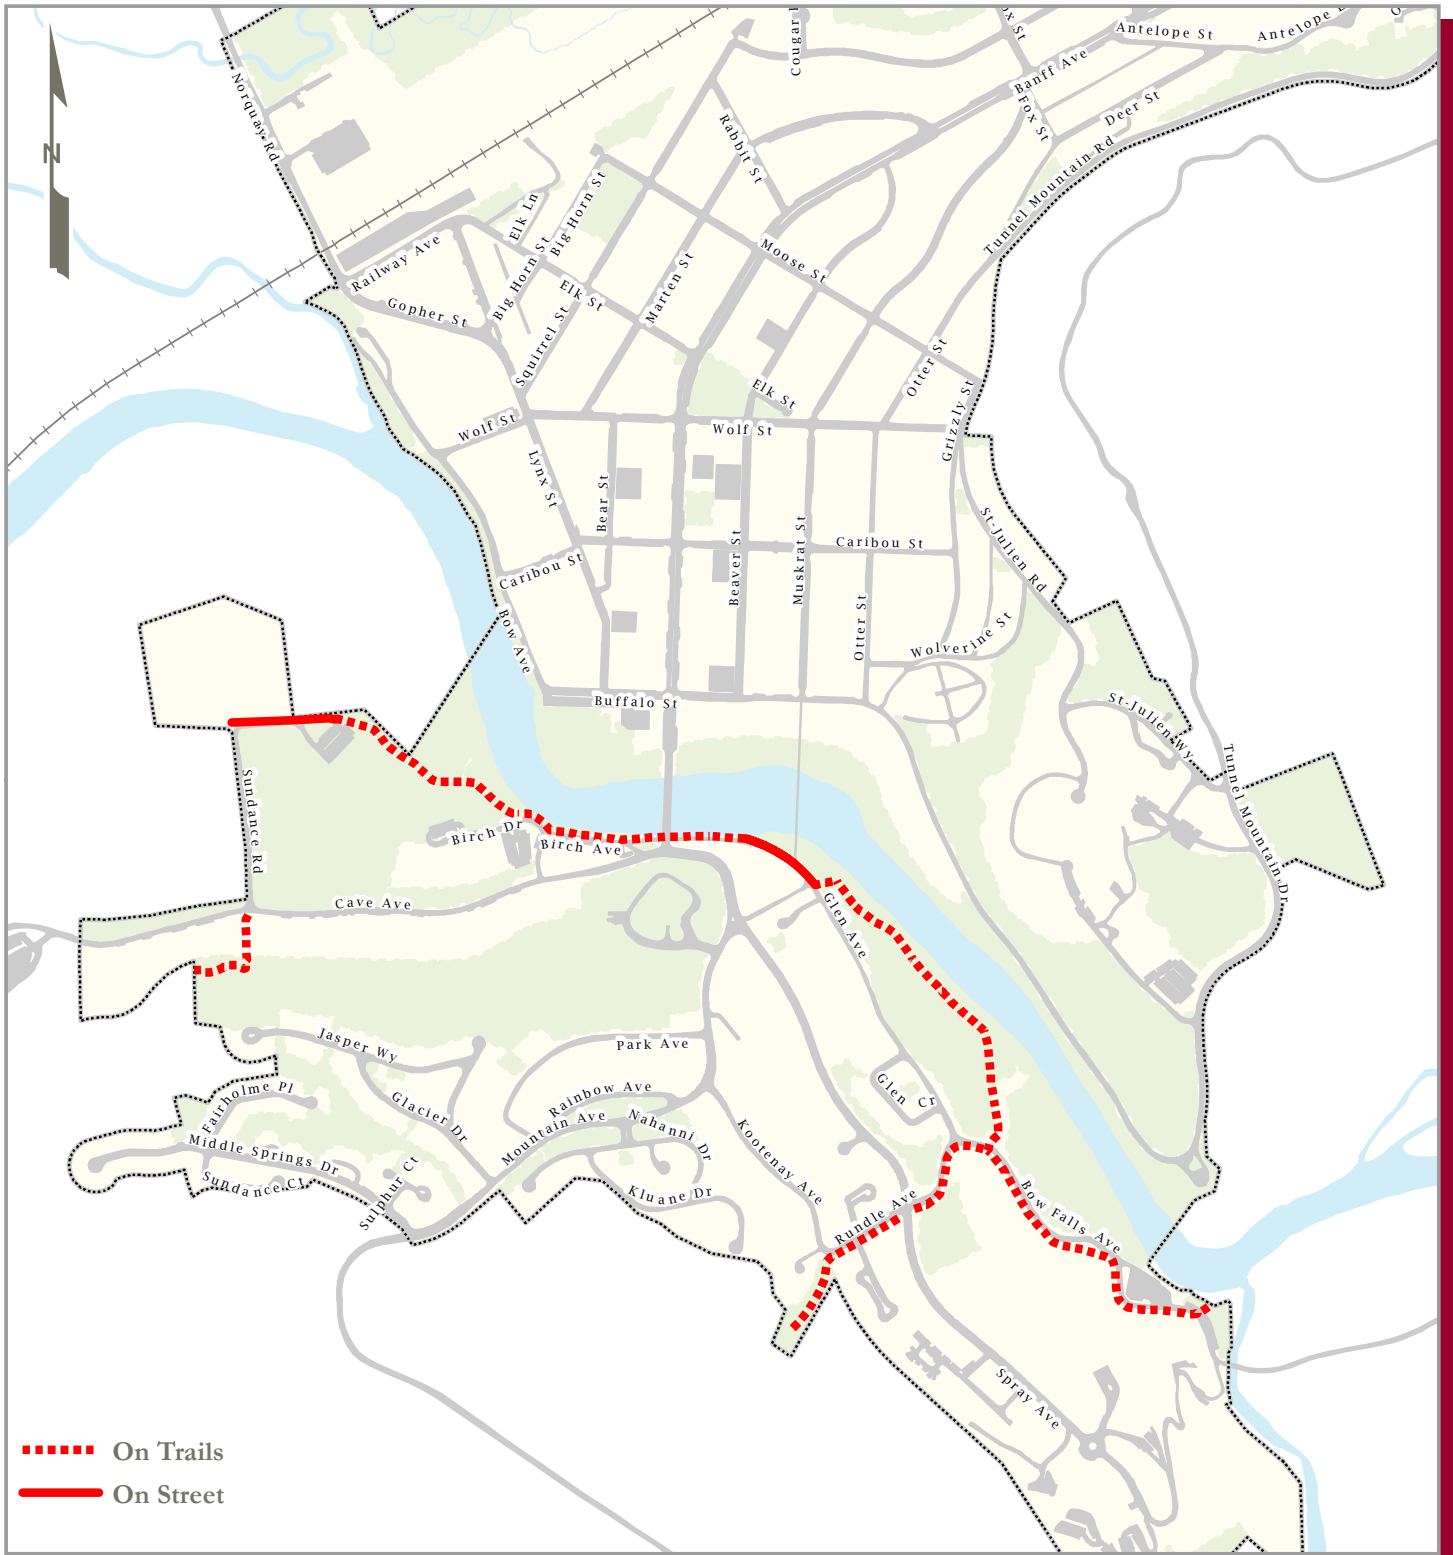 ox St
Cougar
Antelope St
Antelope
Banff Ave
Fox St
Deer St
Norquay Rd
Rabbit St
Tunnel Mountain Rd
N
Elk Ln
Big Horn St
Railway Ave
Big Horn St
Moose St
Marten St
Elk St
Gopher St
Squirrel St
Otter St
Elk St
Grizzly St
Wolf St
Wolf St
Lynx St
Bear St
St-Julien Rd
Caribou St
Muskrat St
Beaver St
Caribou St
Otter St
Bow Ave
Wolverine St
Buffalo St
St-Julien Wy
Tunnel Mountain Dr
Sundance Rd
Birch Dr
Birch Ave
Cave Ave
Glen Ave
Jasper Wy
Park Ave
Glen Cr
Fairholme Pl
Rainbow Ave
Glacier Dr
Mountain Ave
Nahanni Dr
Kootenay Ave
Middle Springs Dr
Sundance Ct
Sulphur Ct
Kluane Dr
Rundle Ave
Bow Falls Ave
Spray Ave
On Trails
On Street